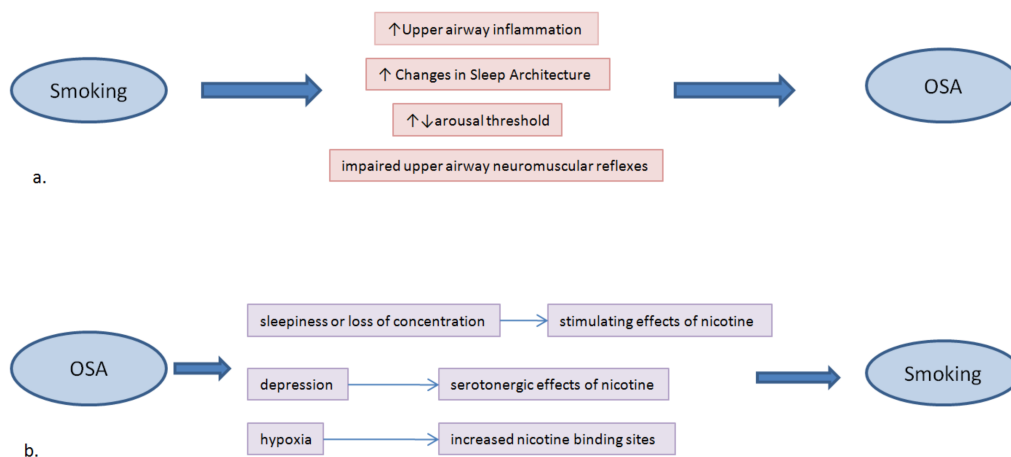 ↑Upper airway inflammation
Smoking
↑ Changes in Sleep Architecture
OSA
↑↓arousal threshold
impaired upper airway neuromuscular reflexes
a.
sleepiness or loss of concentration
stimulating effects of nicotine
OSA
depression
serotonergic effects of nicotine
Smoking
hypoxia
increased nicotine binding sites
b.